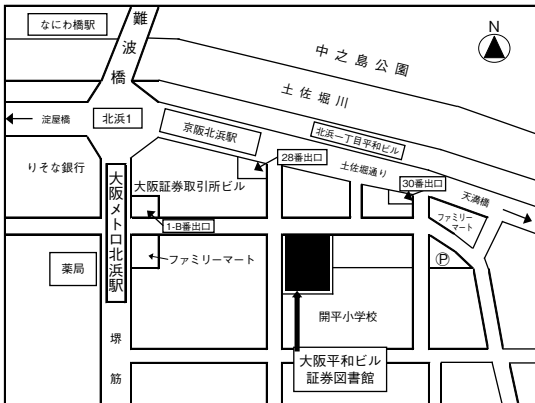 なにわ橋駅
難波橋
N
中之島公園
土佐堀川
淀屋橋
北浜1
京阪北浜駅
北浜一丁目平和ビル
りそな銀行
大阪証券取引所ビル
28番出口
土佐堀通り
30番出口
天満橋
大阪メトロ北浜駅
1-B番出口
ファミリー
マート
ファミリーマート
P
薬局
開平小学校
堺筋
大阪平和ビル
証券図書館